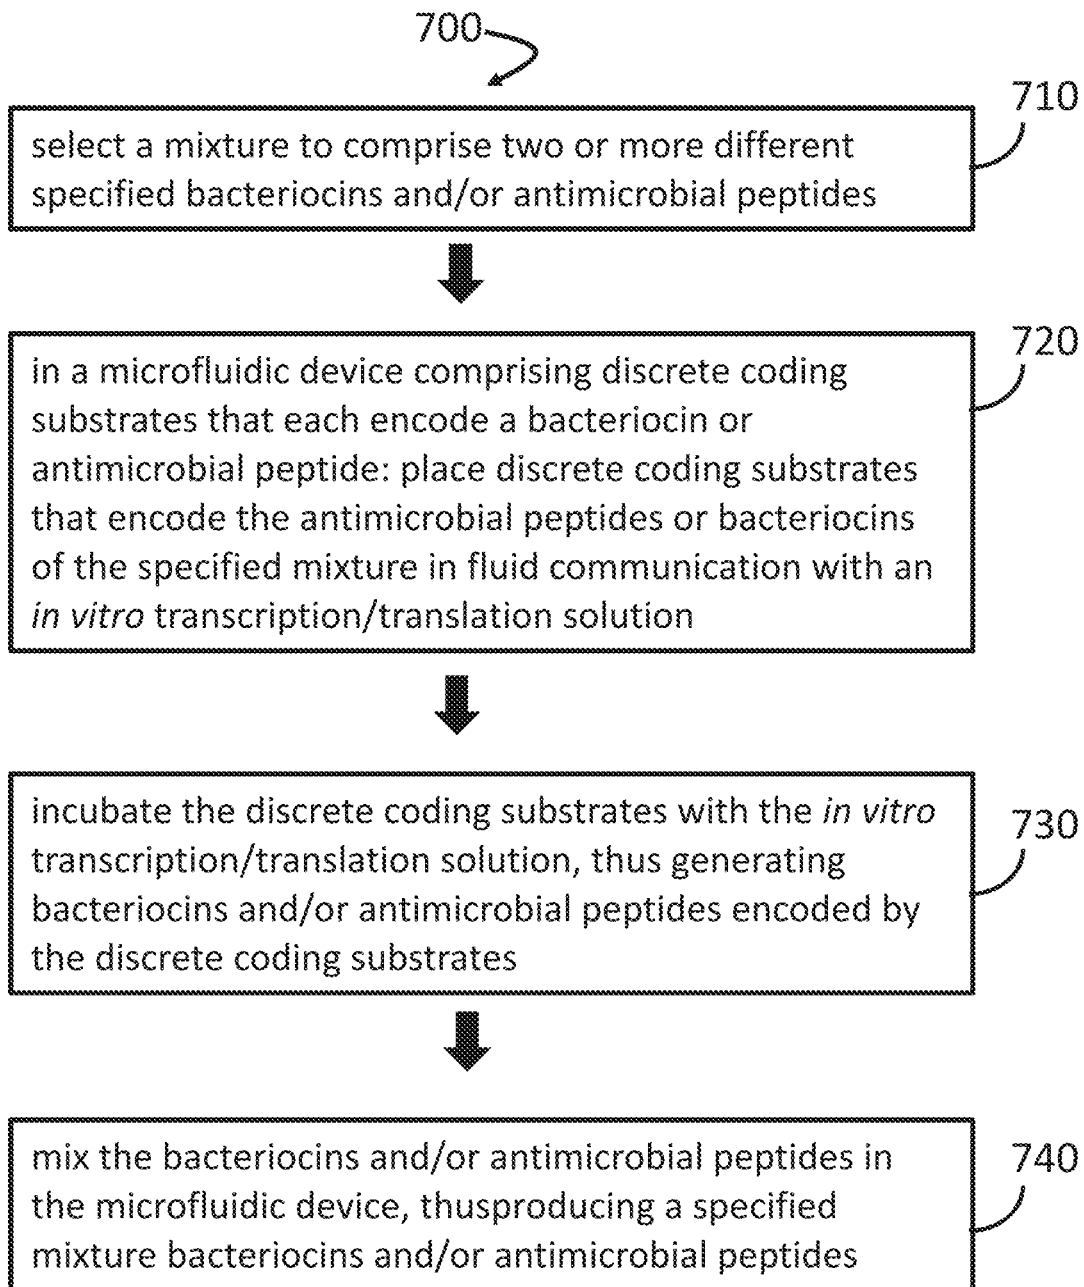 700
710
select a mixture to comprise two or more different
specified bacteriocins and/or antimicrobial peptides
720
in a microfluidic device comprising discrete coding
substrates that each encode a bacteriocin or
antimicrobial peptide: place discrete coding substrates
that encode the antimicrobial peptides or bacteriocins
of the specified mixture in fluid communication with an
in vitro transcription/translation solution
730
incubate the discrete coding substrates with the in vitro
transcription/translation solution, thus generating
bacteriocins and/or antimicrobial peptides encoded by
the discrete coding substrates
740
mix the bacteriocins and/or antimicrobial peptides in
the microfluidic device, thusproducing a specified
mixture bacteriocins and/or antimicrobial peptides